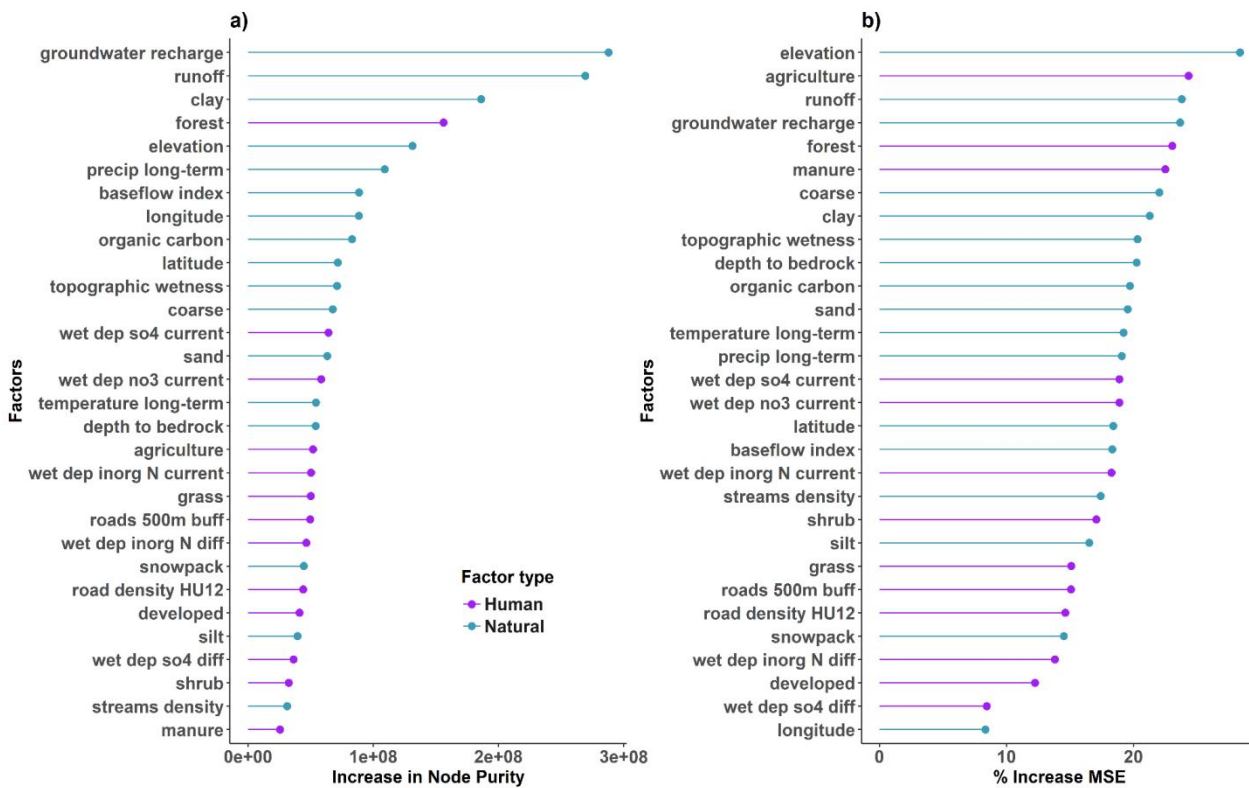 a)
groundwater recharge
runoff
clay
forest
elevation
precip long-term
baseflow index
longitude
organic carbon
latitude
topographic wetness
coarse
wet dep so4 current
sand
wet dep no3 current
temperature long-term
depth to bedrock
agriculture
wet dep inorg N current
grass
roads 500m buff
wet dep inorg N diff
snowpack
road density HU12
developed
silt
wet dep so4 diff
shrub
streams density
manure
Factors
0e+00 1e+08 2e+08 3e+08
Increase in Node Purity
Factor type
Human
Natural
b)
elevation
agriculture
runoff
groundwater recharge
forest
manure
coarse
clay
topographic wetness
depth to bedrock
organic carbon
sand
temperature long-term
precip long-term
wet dep so4 current
wet dep no3 current
latitude
baseflow index
wet dep inorg N current
streams density
shrub
silt
grass
roads 500m buff
road density HU12
snowpack
wet dep inorg N diff
developed
wet dep so4 diff
longitude
Factors
0 10 20
% Increase MSE